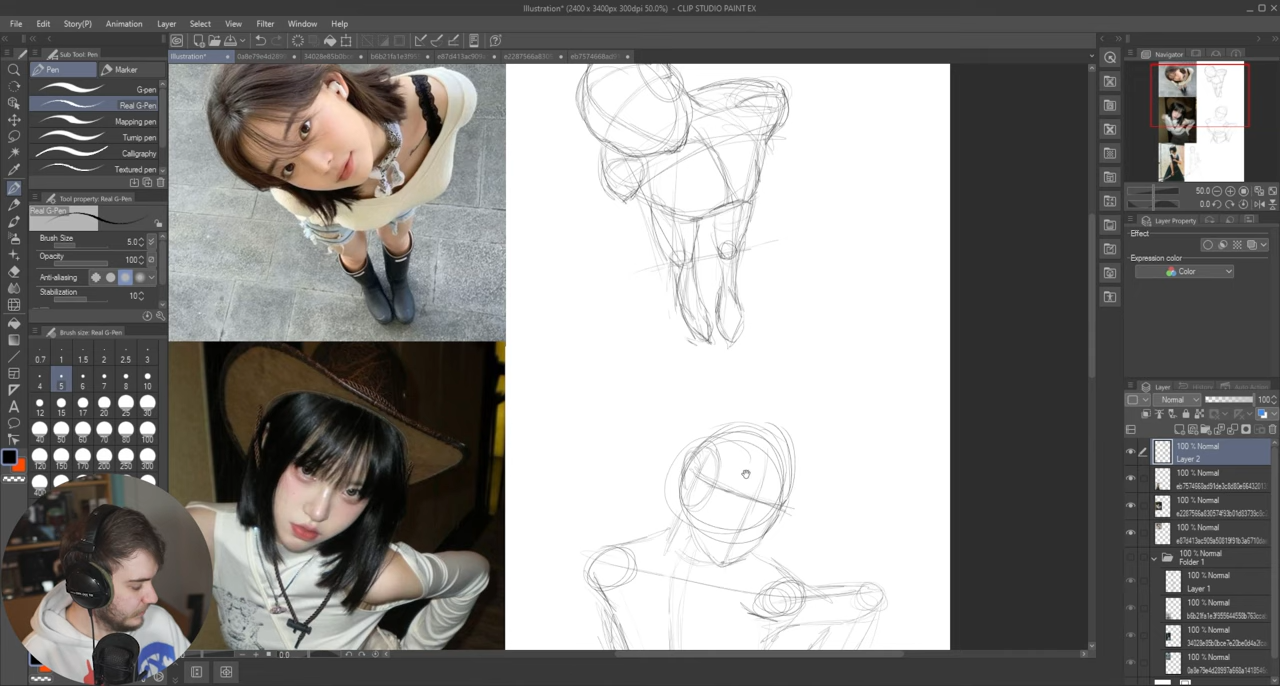 Illustration* (2400 x 3400px 300dpi 50.0%) - CLIP STUDIO PAINT EX
File Edit Story(P) Animation Layer Select View Filter Window Help
Sub Tool: Pen
Pen Marker
G-pen
Real G-Pen
Mapping pen
Turnip pen
Calligraphy
Textured pen
Tool property: Real G-Pen
Real G-Pen
Brush Size 5.0
Opacity 100
Anti-aliasing
Stabilization 10
Brush size: Real G-Pen
0.7 1 1.5 2 2.5 3
4 5 6 7 8 10
12 15 17 20 25 30
40 50 60 70 80 100
120 150 170 200 250 300
Illustration*
Navigator
50.0
0.0
Layer Property
Effect
Expression color
Color
Layer
Normal 100
100 % Normal
Layer 2
100 % Normal
100 % Normal
100 % Normal
100 % Normal
Folder 1
100 % Normal
Layer 1
100 % Normal
100 % Normal
100 % Normal